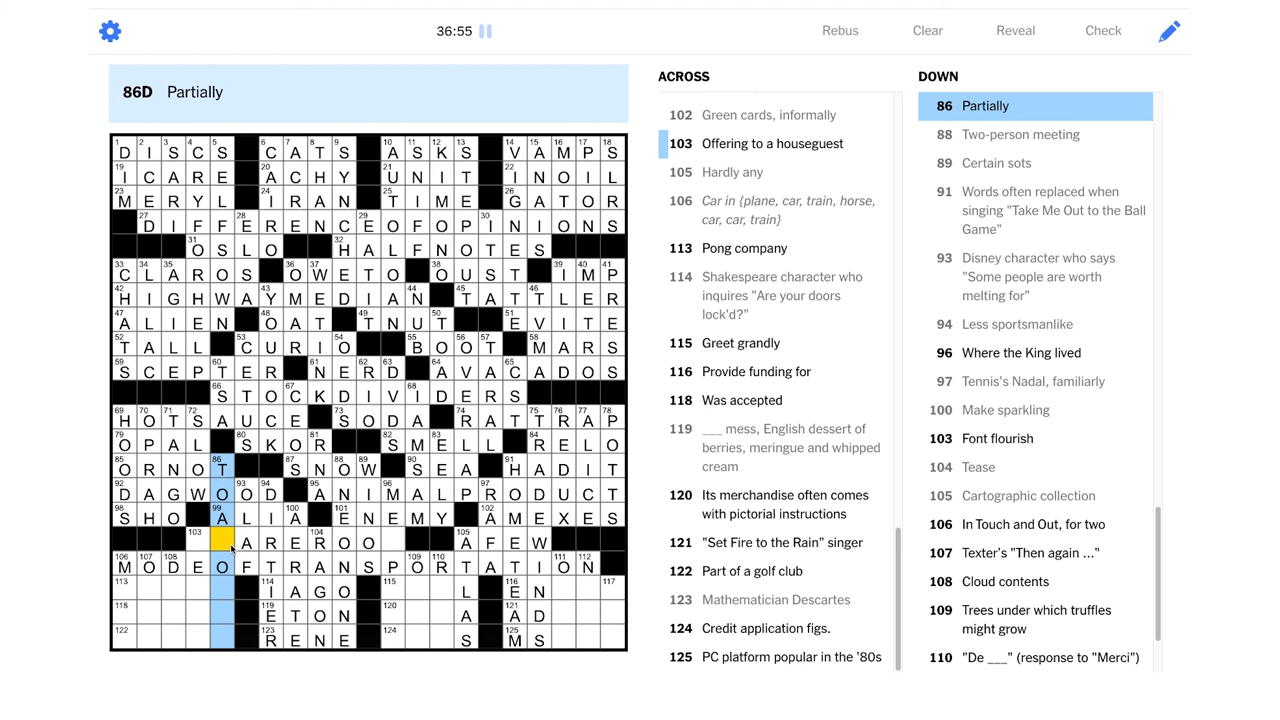 36:55
Rebus Clear Reveal Check
86D Partially
ACROSS
102 Green cards, informally
103 Offering to a houseguest
105 Hardly any
106 Car in {plane, car, train, horse,
car, car, train}
113 Pong company
114 Shakespeare character who
inquires "Are your doors
lock'd?"
115 Greet grandly
116 Provide funding for
118 Was accepted
119 ___ mess, English dessert of
berries, meringue and whipped
cream
120 Its merchandise often comes
with pictorial instructions
121 "Set Fire to the Rain" singer
122 Part of a golf club
123 Mathematician Descartes
124 Credit application figs.
125 PC platform popular in the '80s
DOWN
86 Partially
88 Two-person meeting
89 Certain sots
91 Words often replaced when
singing "Take Me Out to the Ball
Game"
93 Disney character who says
"Some people are worth
melting for"
94 Less sportsmanlike
96 Where the King lived
97 Tennis's Nadal, familiarly
100 Make sparkling
103 Font flourish
104 Tease
105 Cartographic collection
106 In Touch and Out, for two
107 Texter's "Then again ..."
108 Cloud contents
109 Trees under which truffles
might grow
110 "De ___" (response to "Merci")
D I S C S C A T S A S K S V A M P S
I C A R E A C H Y U N I T I N O I L
M E R Y L I R A N T I M E G A T O R
D I F F E R E N C E O F O P I N I O N S
O S L O H A L F N O T E S
C L A R O S O W E T O O U S T I M P
H I G H W A Y M E D I A N T A T T L E R
A L I E N O A T T N U T E V I T E
T A L L C U R I O B O O T M A R S
S C E P T E R N E R D A V A C A D O S
S T O C K D I V I D E R S
H O T S A U C E S O D A R A T T R A P
O P A L S K O R S M E L L R E L O
O R N O T S N O W S E A H A D I T
D A G W O O D A N I M A L P R O D U C T
S H O A L I A E N E M Y A M E X E S
A R E R O O A F E W
M O D E O F T R A N S P O R T A T I O N
I A G O L E N
E T O N A A D
R E N E S M S